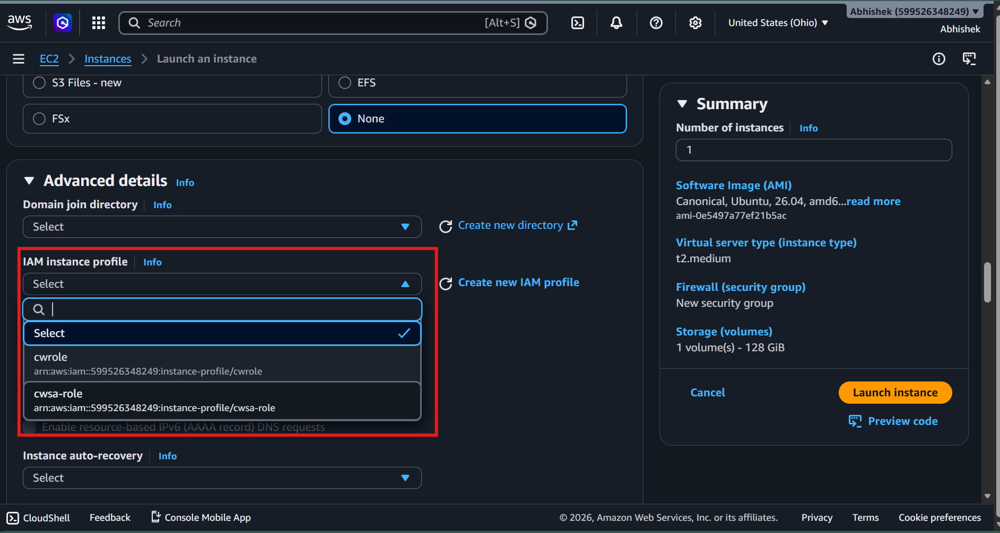 aws
Search
[Alt+S]
United States (Ohio)
Abhishek (599526348249)
Abhishek
EC2
Instances
Launch an instance
S3 Files - new
EFS
FSx
None
Advanced details
Info
Domain join directory
Info
Select
Create new directory
IAM instance profile
Info
Select
Create new IAM profile
Select
cwrole
arn:aws:iam::599526348249:instance-profile/cwrole
cwsa-role
arn:aws:iam::599526348249:instance-profile/cwsa-role
Enable resource-based IPv6 (AAAA record) DNS requests
Instance auto-recovery
Info
Select
Summary
Number of instances
Info
1
Software Image (AMI)
Canonical, Ubuntu, 26.04, amd6...read more
ami-0e5497a77ef21b5ac
Virtual server type (instance type)
t2.medium
Firewall (security group)
New security group
Storage (volumes)
1 volume(s) - 128 GiB
Cancel
Launch instance
Preview code
CloudShell
Feedback
Console Mobile App
© 2026, Amazon Web Services, Inc. or its affiliates.
Privacy
Terms
Cookie preferences